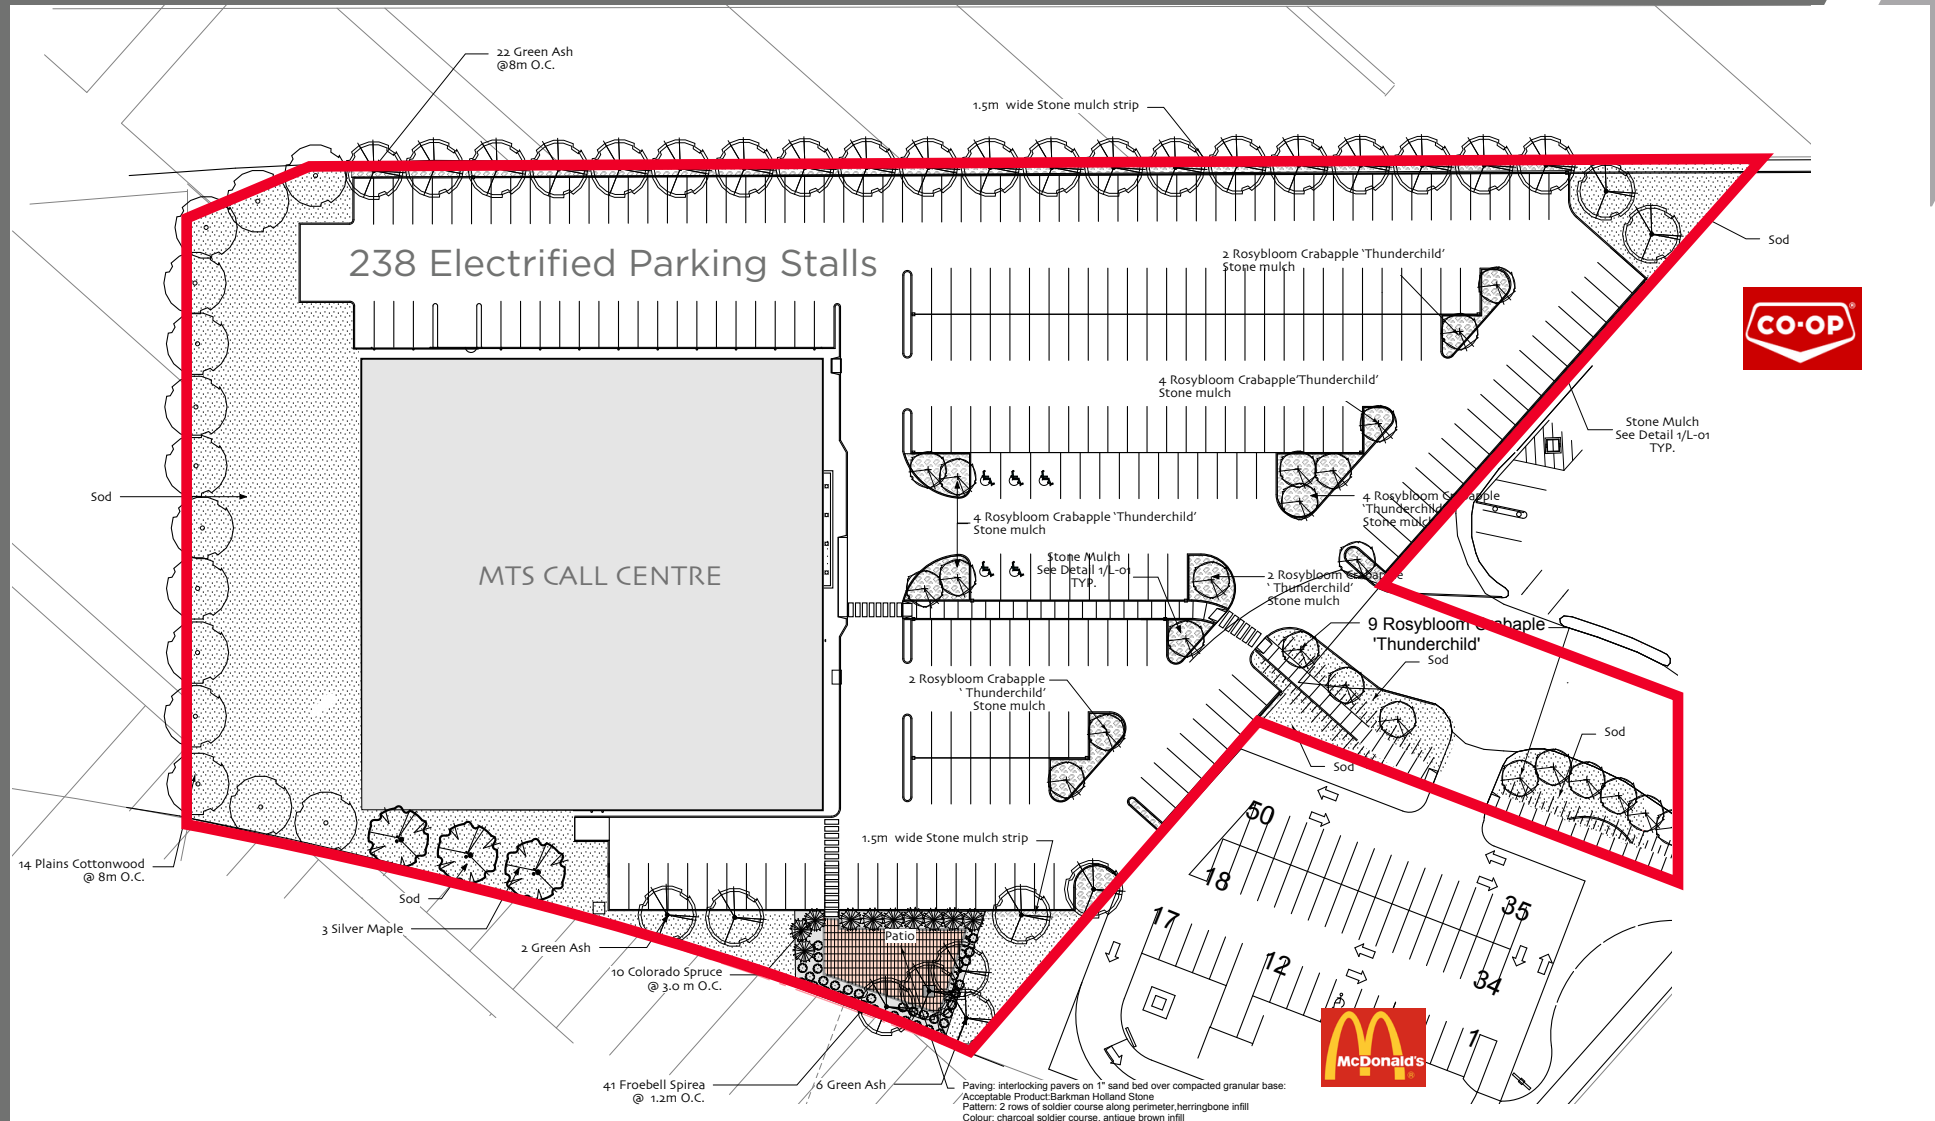 22 Green Ash
@8m O.C.
1.5m wide Stone mulch strip
238 Electrified Parking Stalls
2 Rosybloom Crabapple 'Thunderchild'
Stone mulch
Sod
CO-OP
®
4 Rosybloom Crabapple'Thunderchild'
Stone mulch
Stone Mulch
See Detail 1/L-01
TYP.
Sod
4 Rosybloom Crabapple
'Thunderchild'
Stone mulch
4 Rosybloom Crabapple 'Thunderchild'
Stone mulch
Stone Mulch
See Detail 1/L-01
TYP.
MTS CALL CENTRE
2 Rosybloom Crabapple
' Thunderchild'
Stone mulch
9 Rosybloom Crabaple
'Thunderchild'
Sod
2 Rosybloom Crabapple
' Thunderchild'
Stone mulch
Sod
Sod
50
1.5m wide Stone mulch strip
14 Plains Cottonwood
@ 8m O.C.
18
Sod
35
17
3 Silver Maple
Patio
2 Green Ash
12
10 Colorado Spruce
@ 3.0 m O.C.
34
1
McDonald's
®
41 Froebell Spirea
@ 1.2m O.C.
6 Green Ash
Paving: interlocking pavers on 1" sand bed over compacted granular base:
Acceptable Product:Barkman Holland Stone
Pattern: 2 rows of soldier course along perimeter,herringbone infill
Colour: charcoal soldier course, antique brown infill